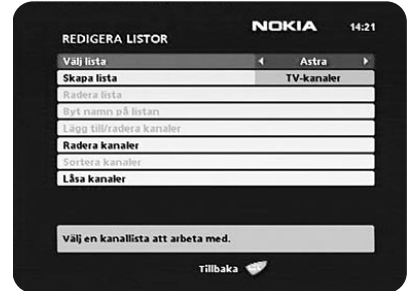 NOKIA 14:21
REDIGERA LISTOR
Välj lista Astra
Skapa lista TV-kanaler
Radera lista
Byt namn på listan
Lägg till/radera kanaler
Radera kanaler
Sortera kanaler
Låsa kanaler
Välj en kanallista att arbeta med.
Tillbaka